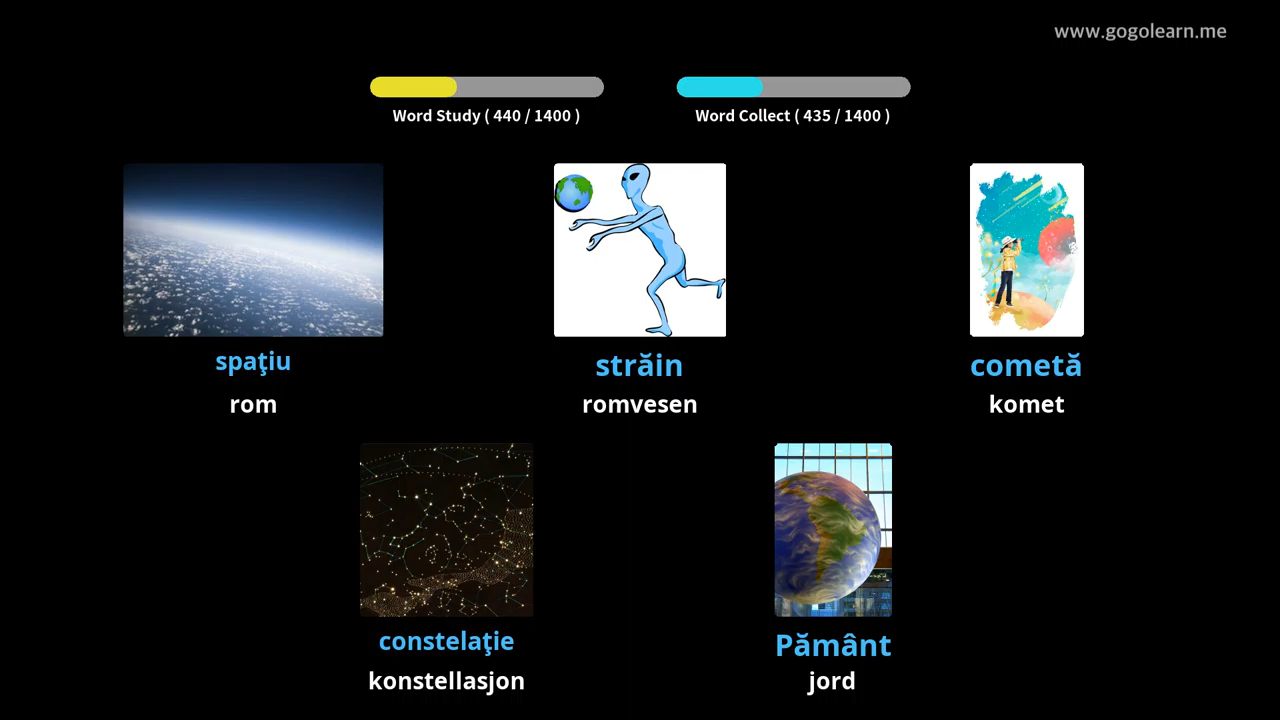 www.gogolearn.me
Word Study ( 440 / 1400 )
Word Collect ( 435 / 1400 )
spaţiu
străin
cometă
rom
romvesen
komet
constelaţie
Pământ
konstellasjon
jord